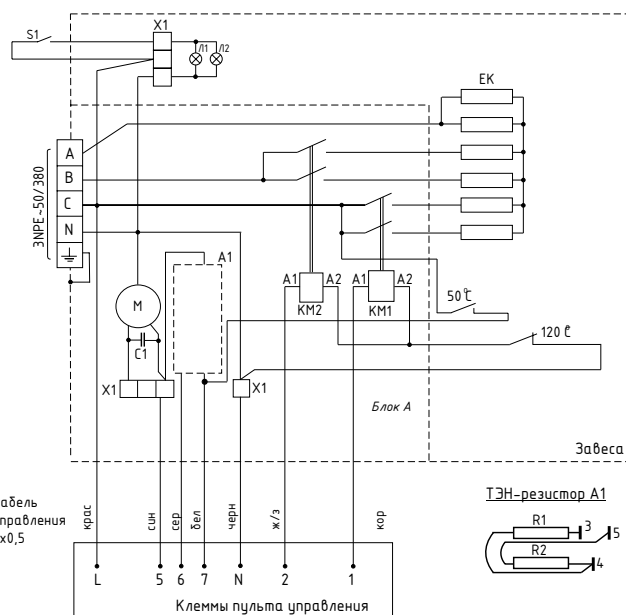 S1
X1
Л1
Л2
EK
A
B
C
N
3NPE~50/380
A1
A1
A2
A1
A2
KM2
KM1
50℃
120 ℃
M
C1
X1
X1
Блок А
Завеса
ТЭН-резистор А1
R1
3
5
R2
4
абель
правления
х0,5
крас
син
сер
бел
черн
ж/з
кор
L
5
6
7
N
2
1
Клеммы пульта управления